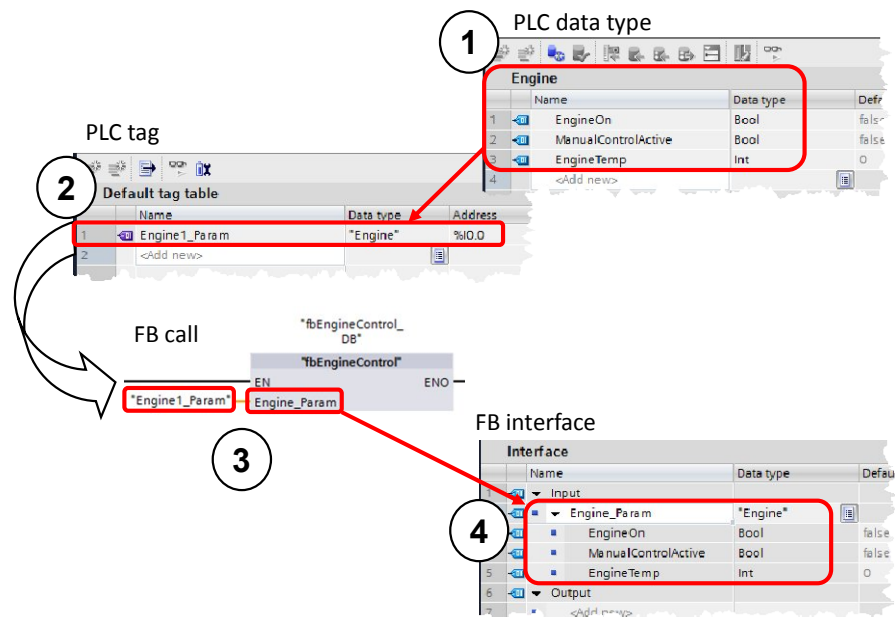 PLC data type
1
Engine
Name Data type Defa
1 EngineOn Bool false
2 ManualControlActive Bool false
3 EngineTemp Int 0
4 <Add new>
PLC tag
2
Default tag table
Name Data type Address
1 Engine1_Param "Engine" %I0.0
2 <Add new>
FB call
"fbEngineControl_
DB"
"fbEngineControl"
EN ENO
"Engine1_Param" Engine_Param
3
FB interface
Interface
Name Data type Defau
1 Input
Engine_Param "Engine"
4
EngineOn Bool false
ManualControlActive Bool false
5 EngineTemp Int 0
6 Output
7 <Add new>